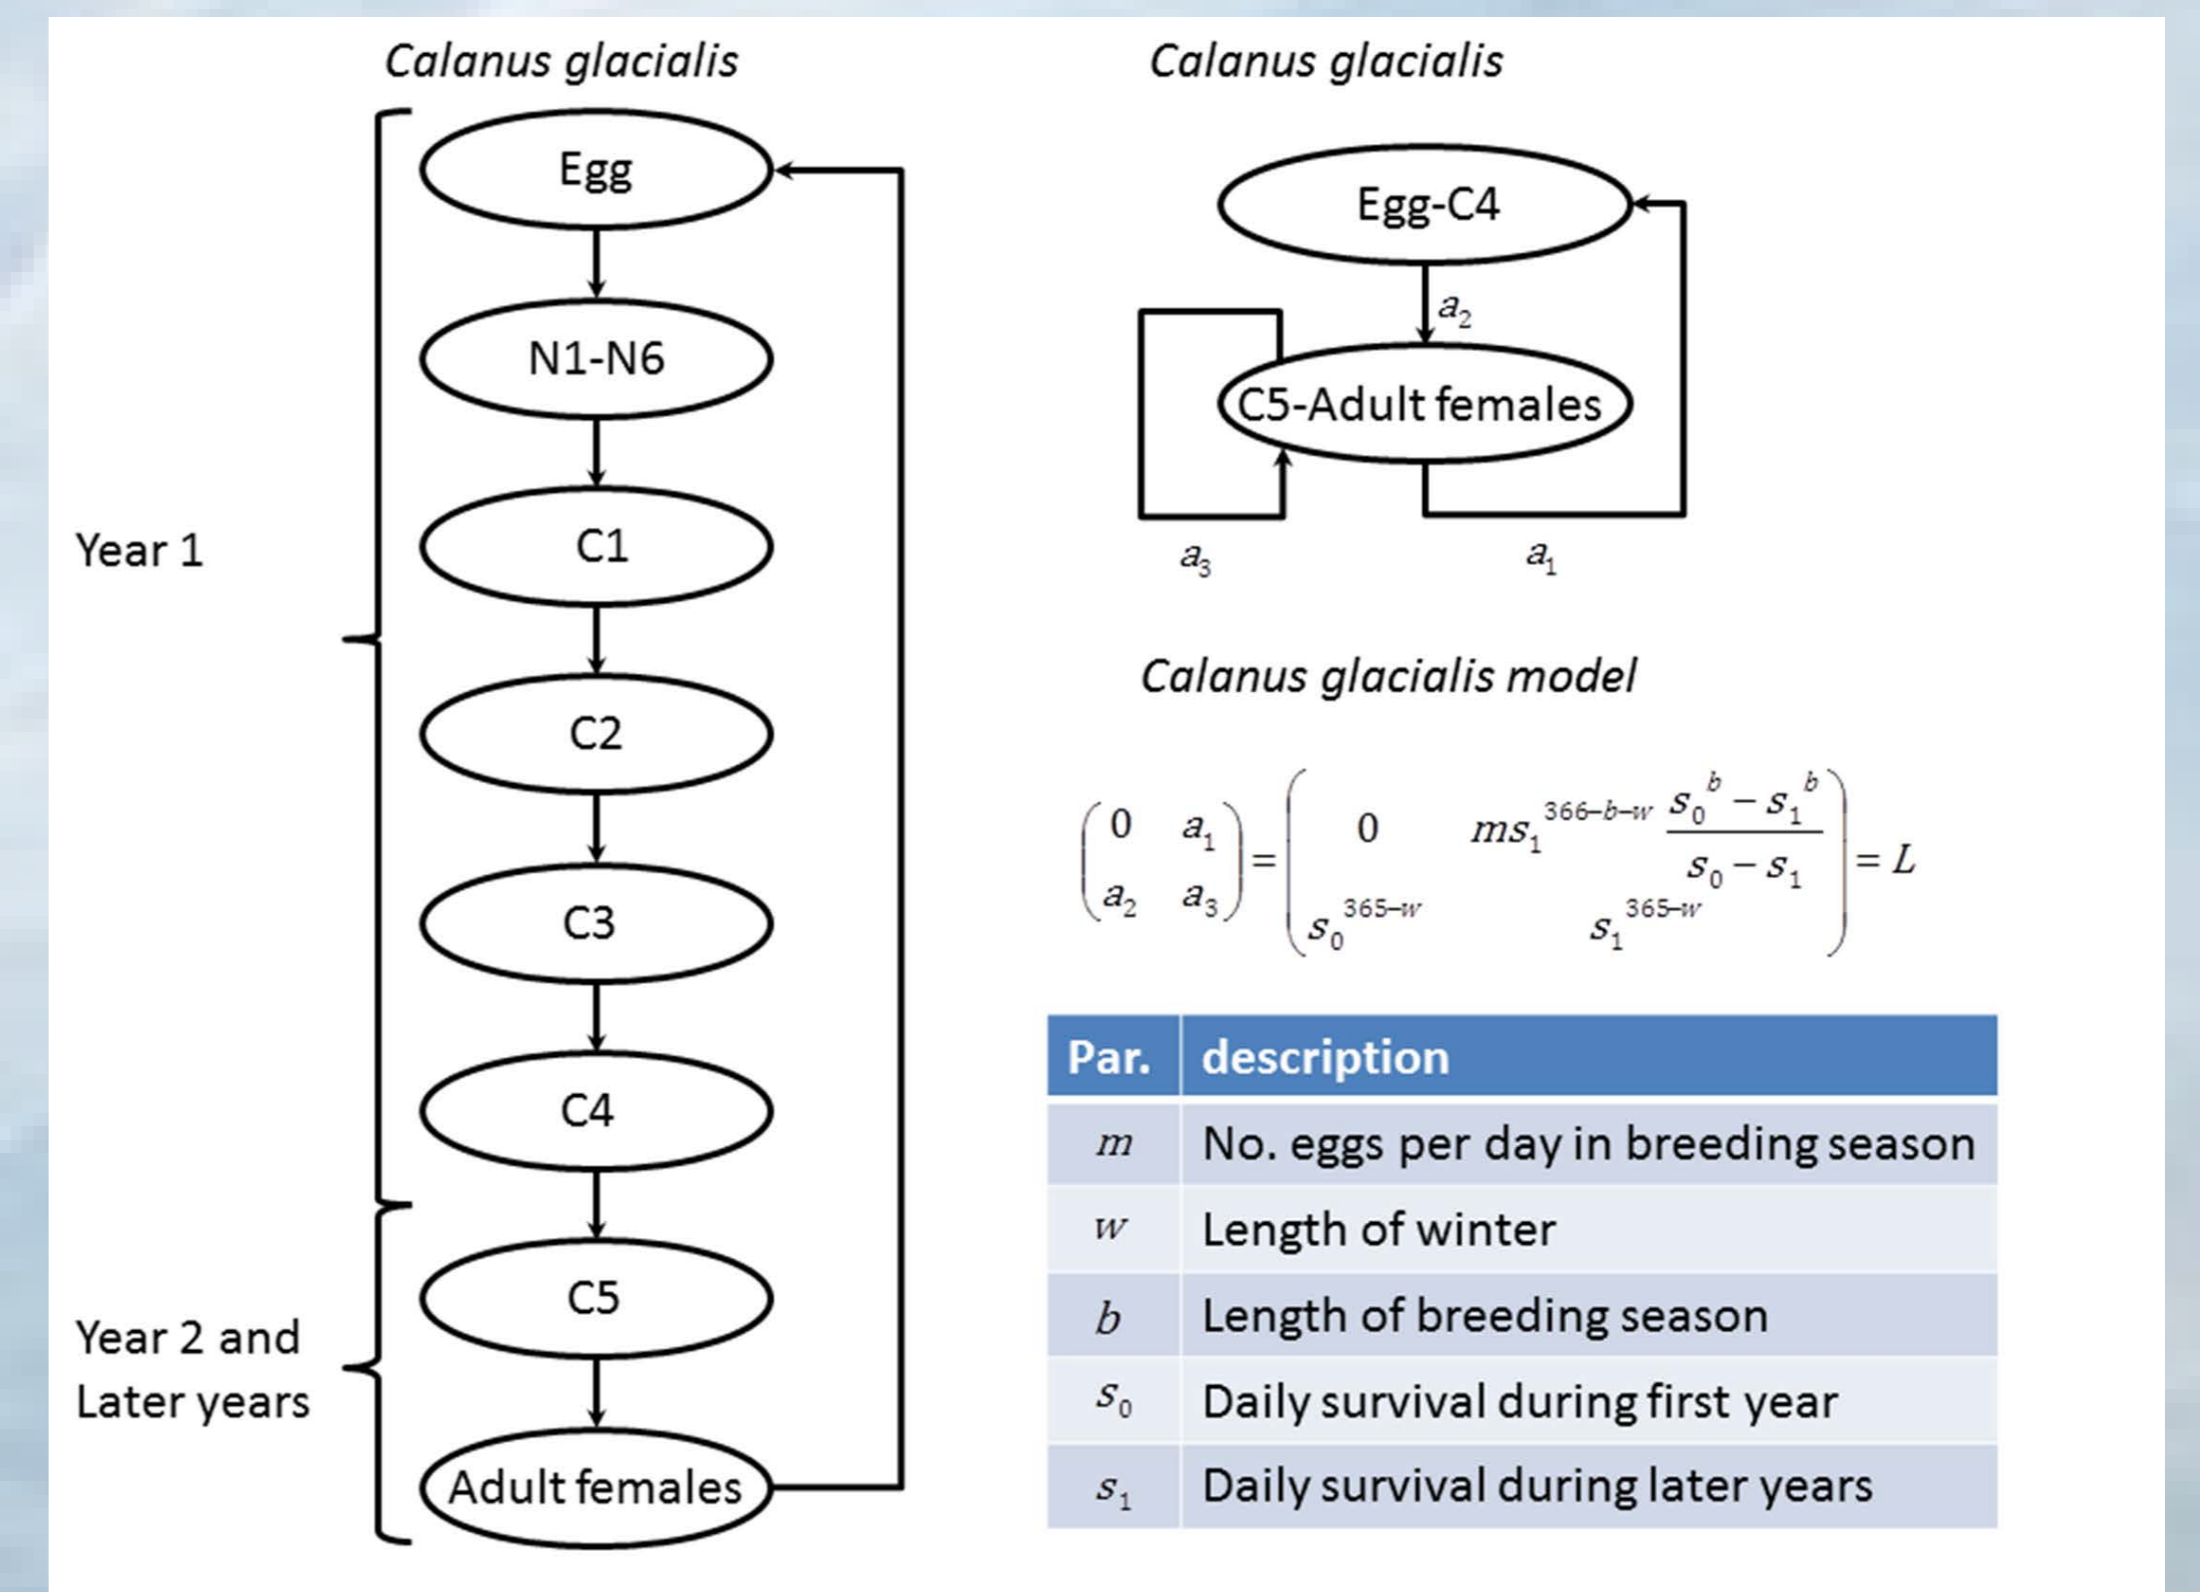 Calanus glacialis
Egg
N1-N6
C1
C2
C3
C4
C5
Adult females
Year 1
Year 2 and
Later years
Calanus glacialis
Egg-C4
a₂
C5-Adult females
a₃
a₁
Calanus glacialis model
(0 a₁; a₂ a₃) = (0 ms₁^(366–b–w) (s₀^b – s₁^b)/(s₀ – s₁); s₀^(365–w) s₁^(365–w)) = L
Par. description
m No. eggs per day in breeding season
w Length of winter
b Length of breeding season
s₀ Daily survival during first year
s₁ Daily survival during later years